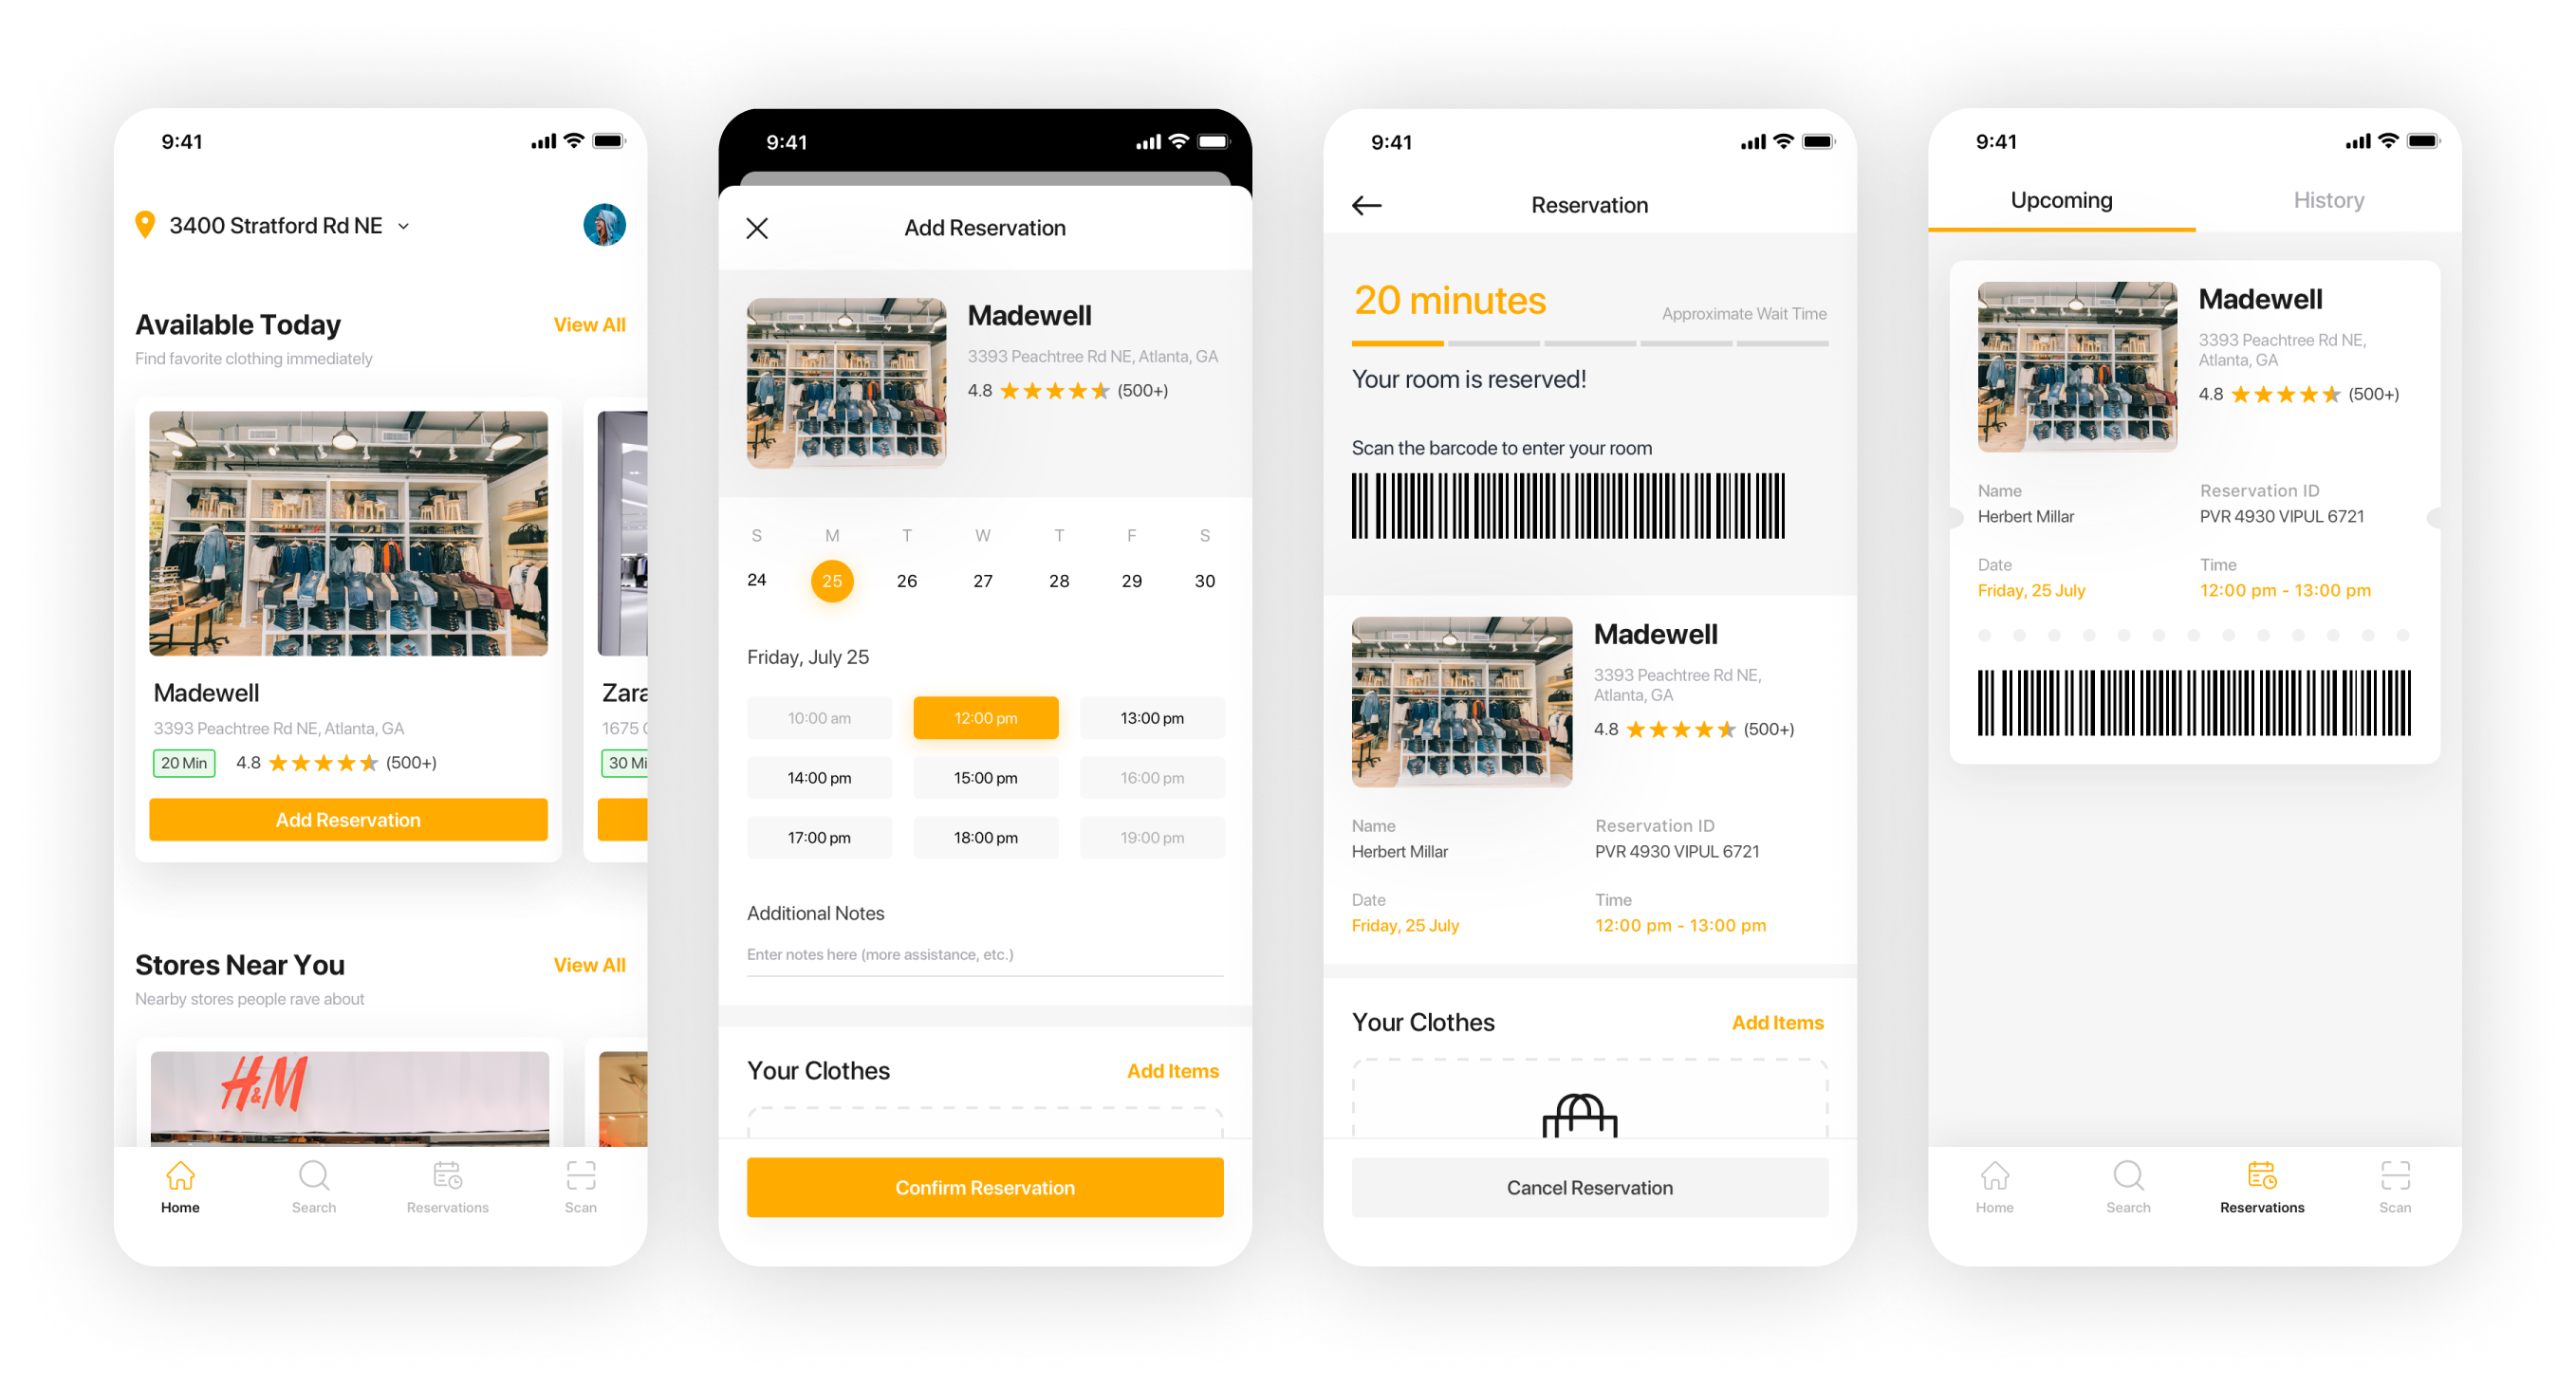 9:41
3400 Stratford Rd NE
Available Today
View All
Find favorite clothing immediately
Madewell
3393 Peachtree Rd NE, Atlanta, GA
20 Min
4.8
(500+)
Add Reservation
Zara
1675
30 Mi
Stores Near You
View All
Nearby stores people rave about
H&M
Home
Search
Reservations
Scan
9:41
Add Reservation
Madewell
3393 Peachtree Rd NE, Atlanta, GA
4.8
(500+)
S M T W T F S
24 25 26 27 28 29 30
Friday, July 25
10:00 am 12:00 pm 13:00 pm
14:00 pm 15:00 pm 16:00 pm
17:00 pm 18:00 pm 19:00 pm
Additional Notes
Enter notes here (more assistance, etc.)
Your Clothes
Add Items
Confirm Reservation
9:41
Reservation
20 minutes
Approximate Wait Time
Your room is reserved!
Scan the barcode to enter your room
Madewell
3393 Peachtree Rd NE,
Atlanta, GA
4.8
(500+)
Name
Herbert Millar
Reservation ID
PVR 4930 VIPUL 6721
Date
Friday, 25 July
Time
12:00 pm - 13:00 pm
Your Clothes
Add Items
Cancel Reservation
9:41
Upcoming
History
Madewell
3393 Peachtree Rd NE,
Atlanta, GA
4.8
(500+)
Name
Herbert Millar
Reservation ID
PVR 4930 VIPUL 6721
Date
Friday, 25 July
Time
12:00 pm - 13:00 pm
Home
Search
Reservations
Scan